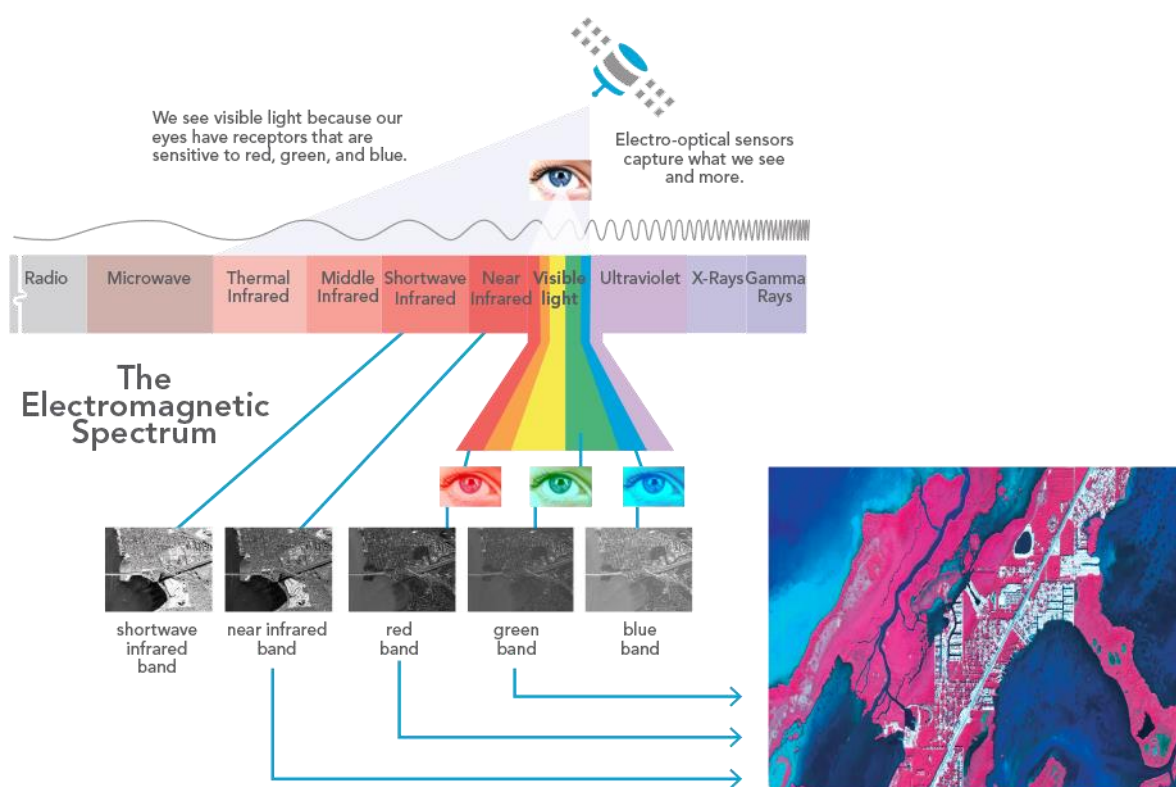 We see visible light because our
eyes have receptors that are
sensitive to red, green, and blue.
Electro-optical sensors
capture what we see
and more.
Radio
Microwave
Thermal
Infrared
Middle
Infrared
Shortwave
Infrared
Near
Infrared
Visible
light
Ultraviolet
X-Rays
Gamma
Rays
The
Electromagnetic
Spectrum
shortwave
infrared
band
near infrared
band
red
band
green
band
blue
band